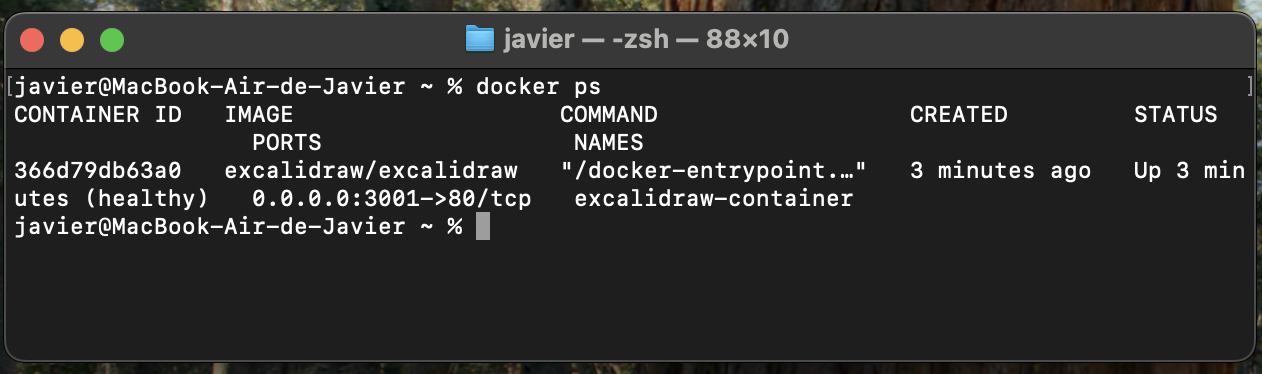 javier — -zsh — 88×10
[javier@MacBook-Air-de-Javier ~ % docker ps ]
CONTAINER ID   IMAGE                   COMMAND                  CREATED         STATUS
                 PORTS                  NAMES
366d79db63a0   excalidraw/excalidraw   "/docker-entrypoint.…"   3 minutes ago   Up 3 min
utes (healthy)   0.0.0.0:3001->80/tcp   excalidraw-container
javier@MacBook-Air-de-Javier ~ %